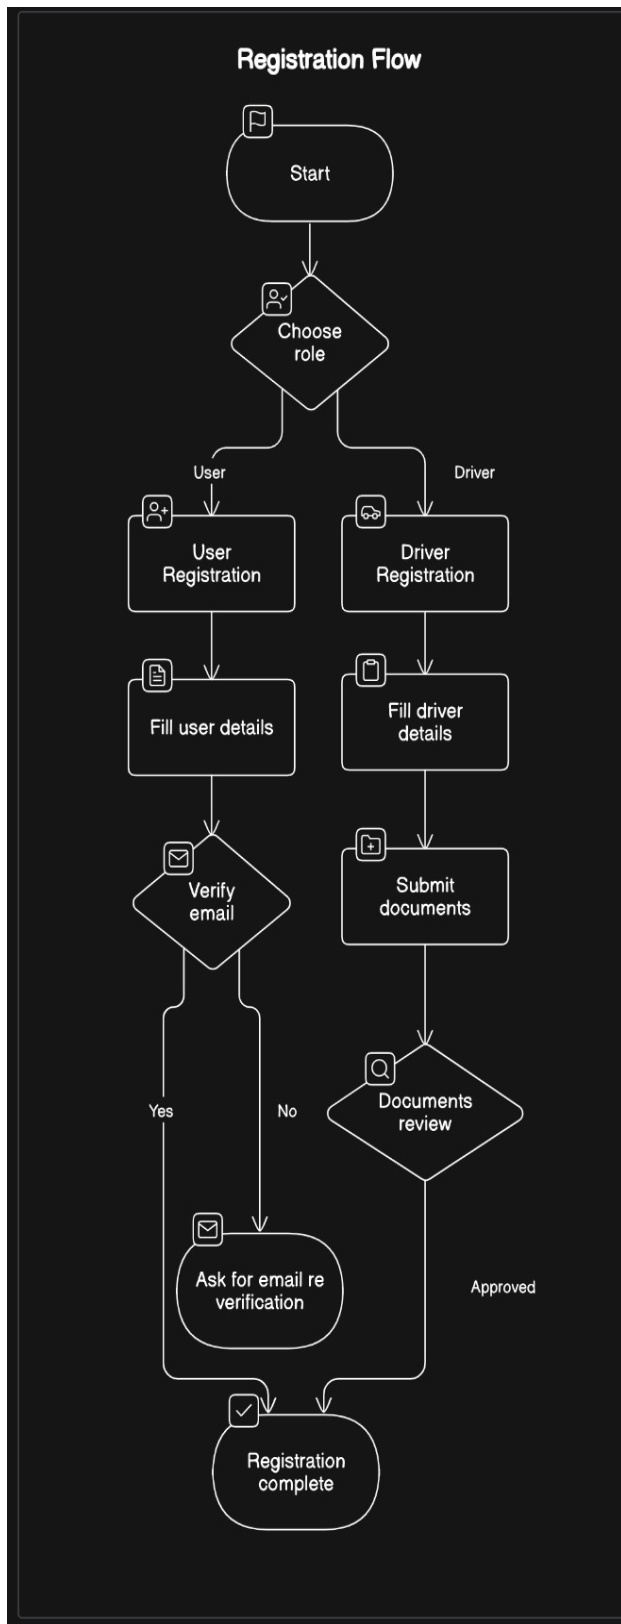 Registration Flow
Start
Choose
role
User
Driver
User
Registration
Driver
Registration
Fill user details
Fill driver
details
Verify
email
Submit
documents
Yes
No
Documents
review
Ask for email re
verification
Approved
Registration
complete